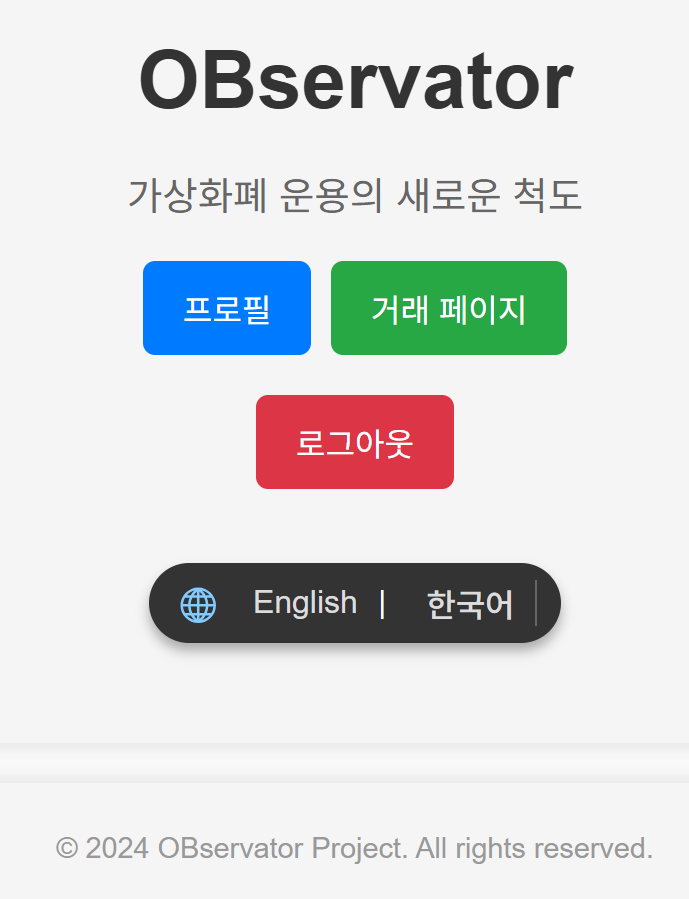 OBservator
가상화폐 운용의 새로운 척도
프로필 거래 페이지
로그아웃
English | 한국어
© 2024 OBservator Project. All rights reserved.